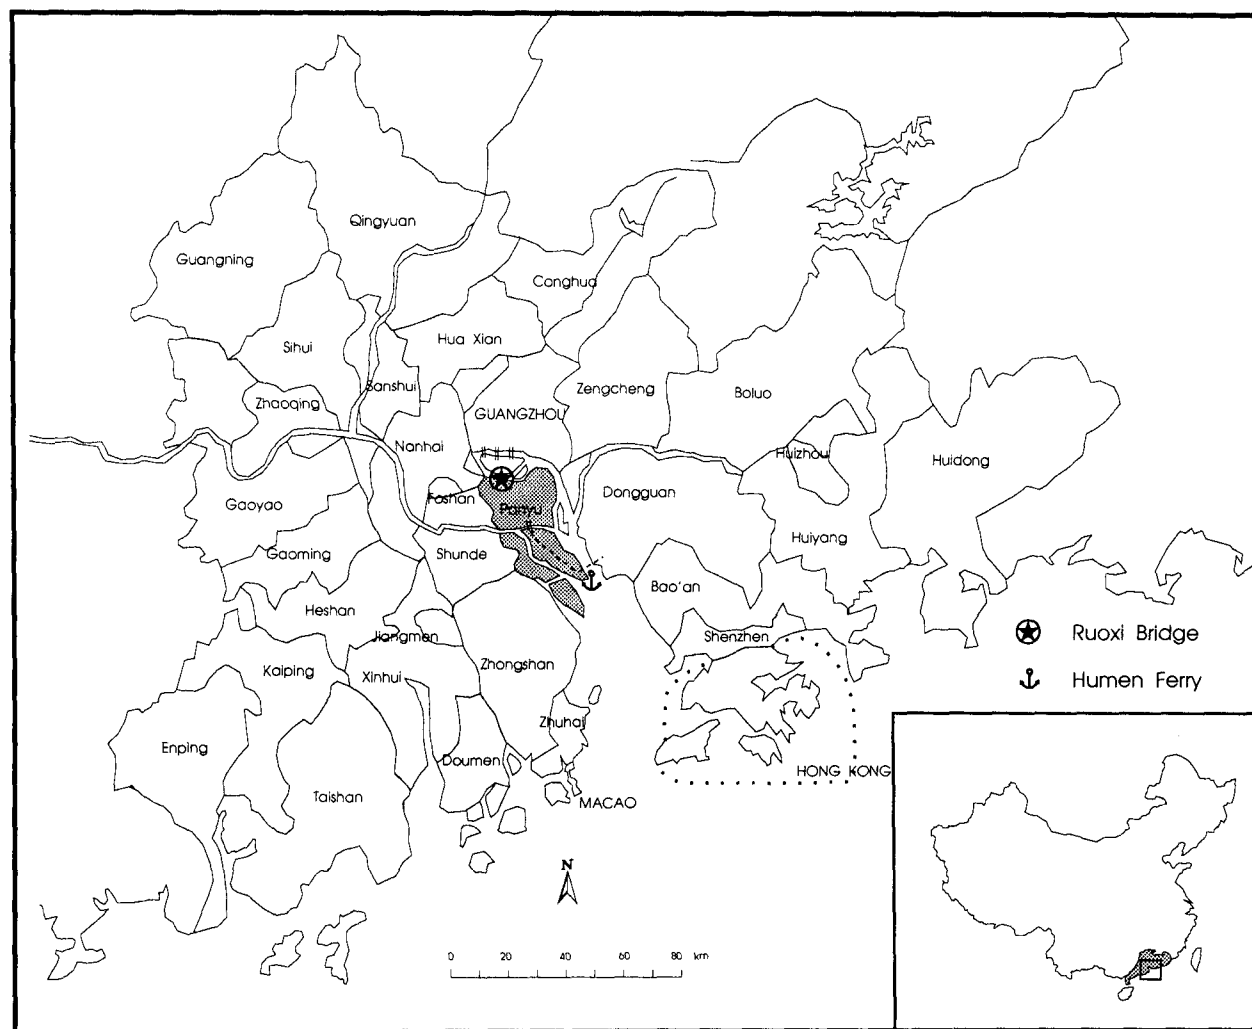 Qingyuan
Guangning
Conghua
Hua Xian
Sihui
Sanshui
Zengcheng
Boluo
Zhaoqing
GUANGZHOU
Nanhai
Huizhou
Huidong
Foshan
Dongguan
Gaoyao
Panyu
Huiyang
Gaoming
Shunde
Bao'an
Heshan
Jiangmen
Shenzhen
Ruoxi Bridge
Kaiping
Xinhui
Zhongshan
Humen Ferry
Zhuhai
Enping
Doumen
HONG KONG
Taishan
MACAO
N
0 20 40 60 80 km